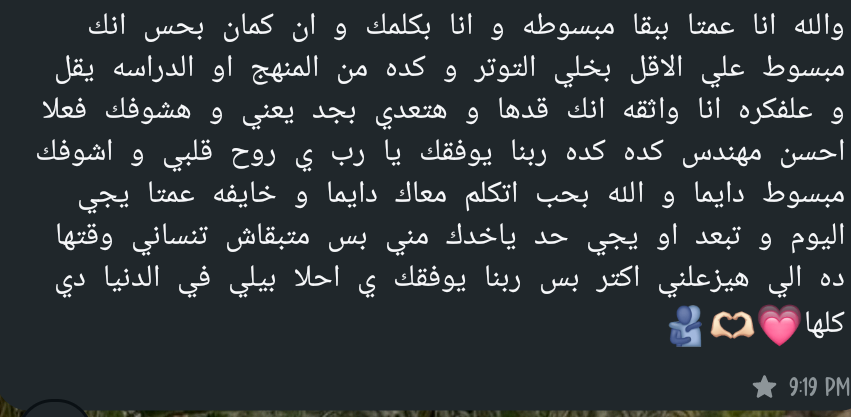 والله انا عمتا ببقا مبسوطه و انا بكلمك و ان كمان بحس انك
مبسوط علي الاقل بخلي التوتر و كده من المنهج او الدراسه يقل
و علفكره انا واثقه انك قدها و هتعدي بجد يعني و هشوفك فعلا
احسن مهندس كده كده ربنا يوفقك يا رب ي روح قلبي و اشوفك
مبسوط دايما و الله بحب اتكلم معاك دايما و خايفه عمتا يجي
اليوم و تبعد او يجي حد ياخدك مني بس متبقاش تنساني وقتها
ده الي هيزعلني اكتر بس ربنا يوفقك ي احلا بيلي في الدنيا دي
كلها💗🫶🏻🫂
★ 9:19 PM